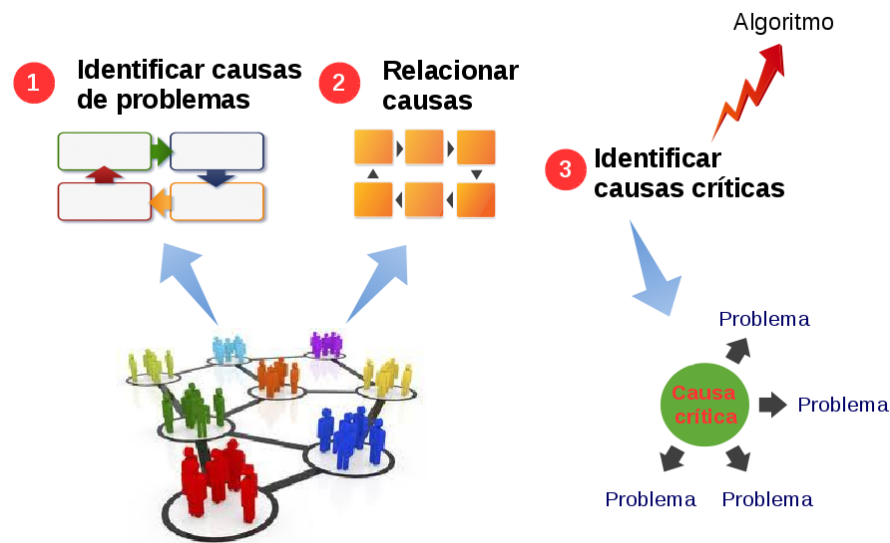 Algoritmo
1
Identificar causas
de problemas
2
Relacionar
causas
3
Identificar
causas críticas
Problema
Causa
crítica
Problema
Problema
Problema